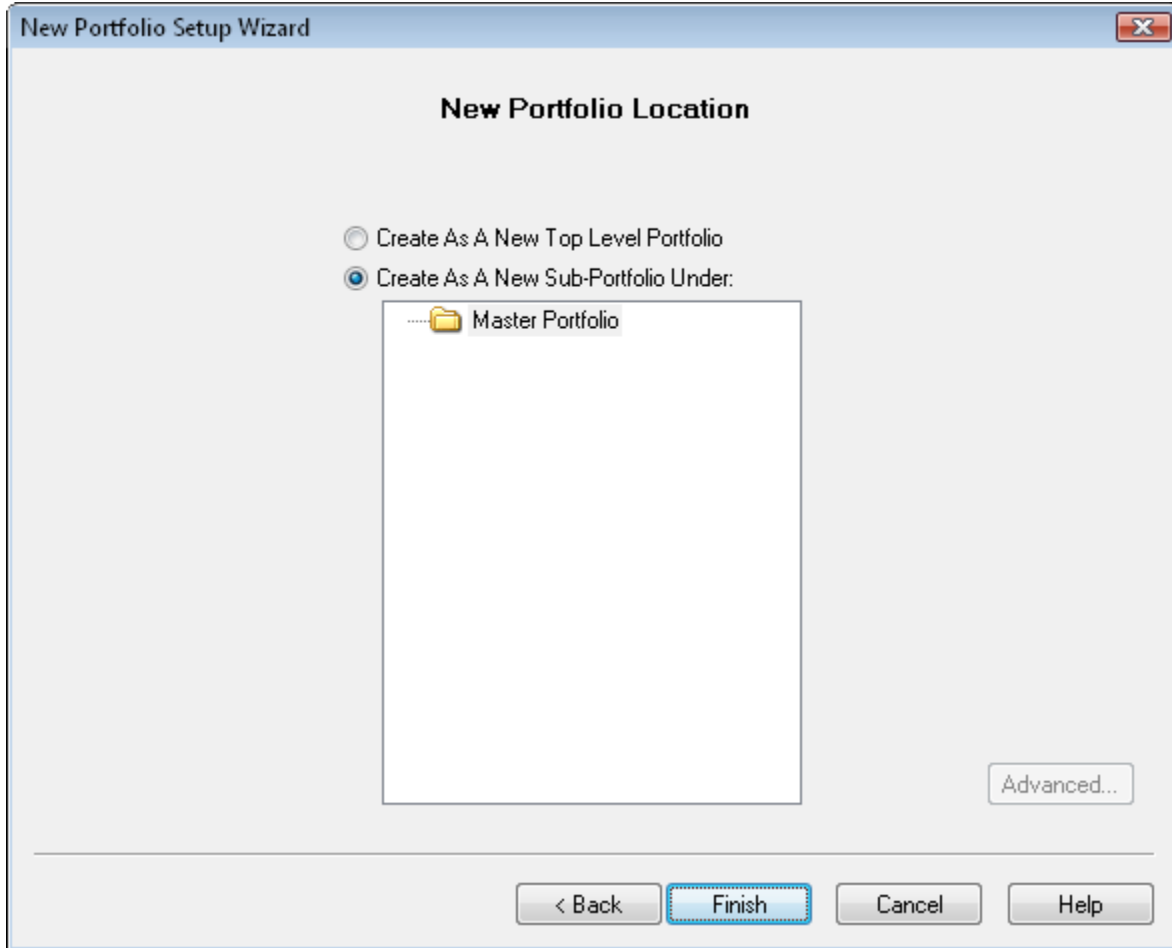 New Portfolio Setup Wizard
New Portfolio Location
Create As A New Top Level Portfolio
Create As A New Sub-Portfolio Under:
Master Portfolio
Advanced...
< Back
Finish
Cancel
Help